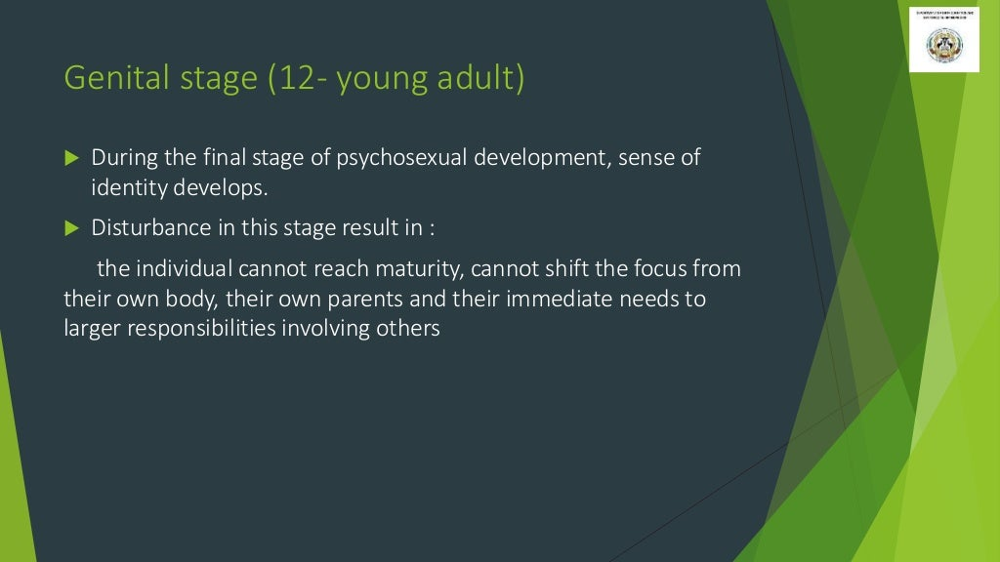 Genital stage (12- young adult)
During the final stage of psychosexual development, sense of
identity develops.
Disturbance in this stage result in :
the individual cannot reach maturity, cannot shift the focus from
their own body, their own parents and their immediate needs to
larger responsibilities involving others